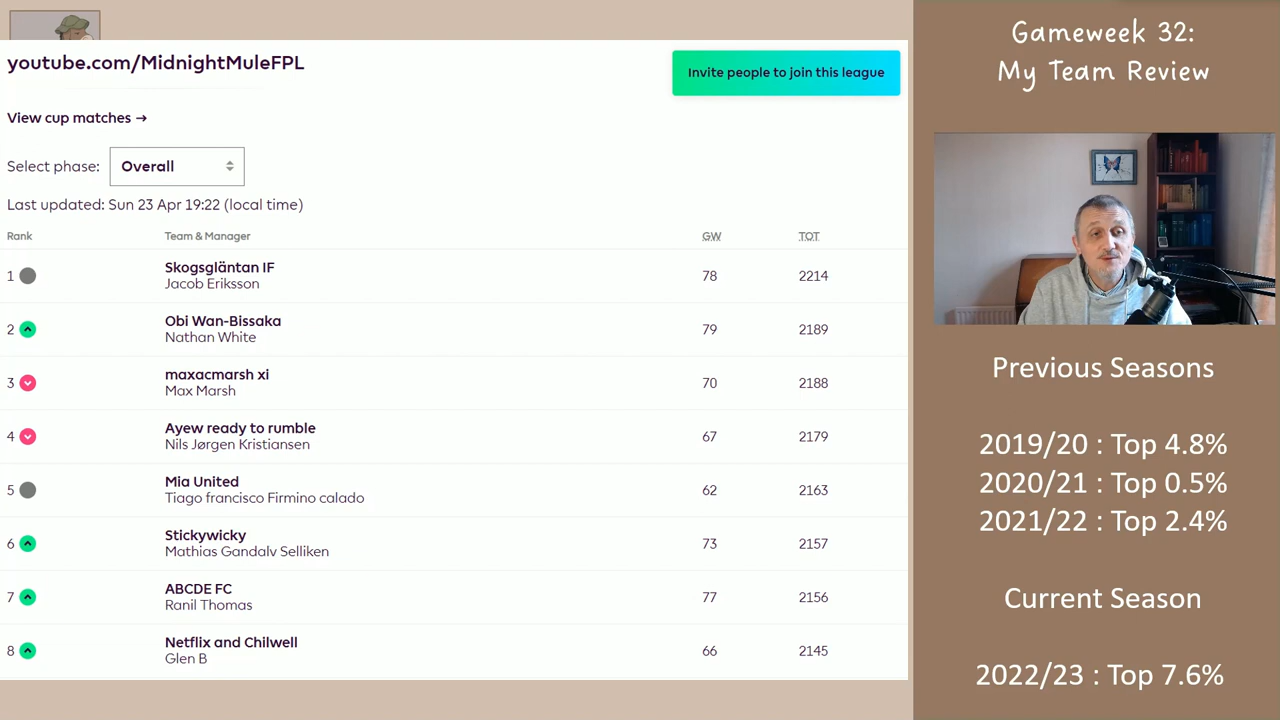 youtube.com/MidnightMuleFPL
Invite people to join this league
View cup matches →
Select phase: Overall
Last updated: Sun 23 Apr 19:22 (local time)
Rank Team & Manager GW TOT
1 Skogsgläntan IF 78 2214
Jacob Eriksson
2 Obi Wan-Bissaka 79 2189
Nathan White
3 maxacmarsh xi 70 2188
Max Marsh
4 Ayew ready to rumble 67 2179
Nils Jørgen Kristiansen
5 Mia United 62 2163
Tiago francisco Firmino calado
6 Stickywicky 73 2157
Mathias Gandalv Selliken
7 ABCDE FC 77 2156
Ranil Thomas
8 Netflix and Chilwell 66 2145
Glen B
Gameweek 32:
My Team Review
Previous Seasons
2019/20 : Top 4.8%
2020/21 : Top 0.5%
2021/22 : Top 2.4%
Current Season
2022/23 : Top 7.6%